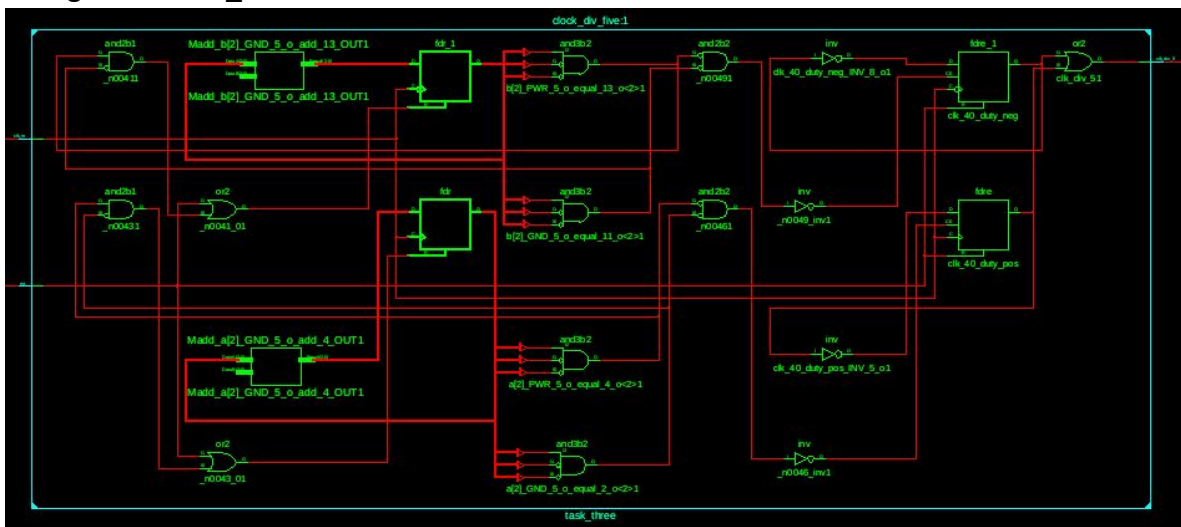 clock_div_five:1
and2b1
_n00411
Madd_b[2]_GND_5_o_add_13_OUT1
Madd_b[2]_GND_5_o_add_13_OUT1
fdr_1
and3b2
b[2]_PWR_5_o_equal_13_o<2>1
and2b2
_n00491
inv
clk_40_duty_neg_INV_8_o1
fdre_1
clk_40_duty_neg
or2
clk_div_51
and2b1
_n00431
or2
_n0041_01
fdr
and3b2
b[2]_GND_5_o_equal_11_o<2>1
and2b2
_n00461
inv
_n0049_inv1
fdre
clk_40_duty_pos
Madd_a[2]_GND_5_o_add_4_OUT1
Madd_a[2]_GND_5_o_add_4_OUT1
and3b2
a[2]_PWR_5_o_equal_4_o<2>1
inv
clk_40_duty_pos_INV_5_o1
or2
_n0043_01
and3b2
a[2]_GND_5_o_equal_2_o<2>1
inv
_n0046_inv1
task_three